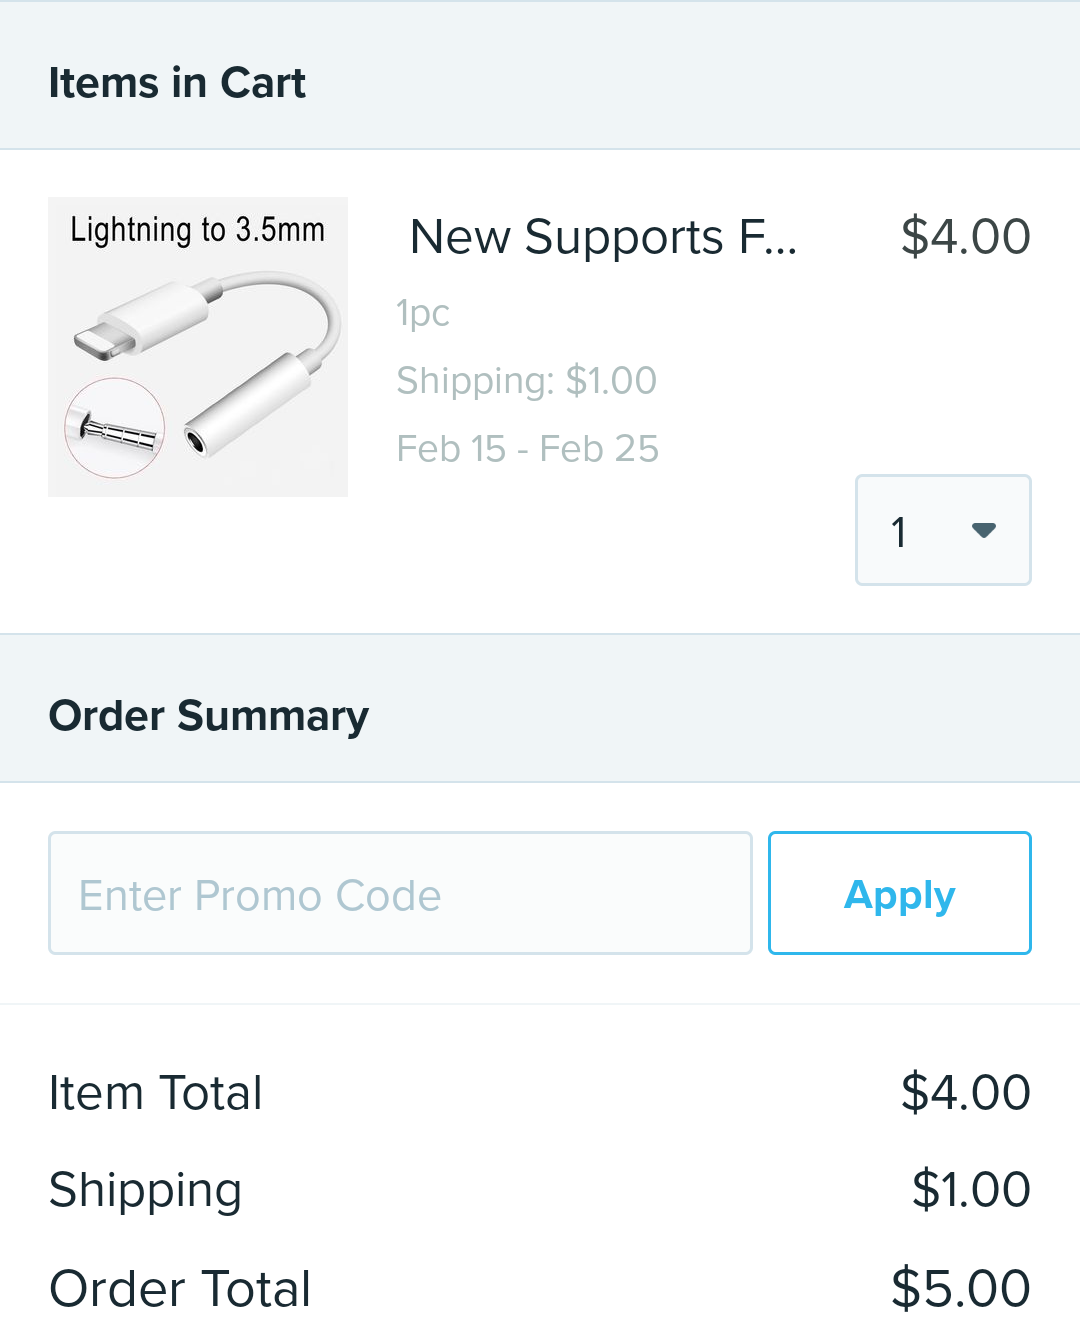 Items in Cart
Lightning to 3.5mm
New Supports F...
$4.00
1pc
Shipping: $1.00
Feb 15 - Feb 25
1
Order Summary
Enter Promo Code
Apply
Item Total
$4.00
Shipping
$1.00
Order Total
$5.00